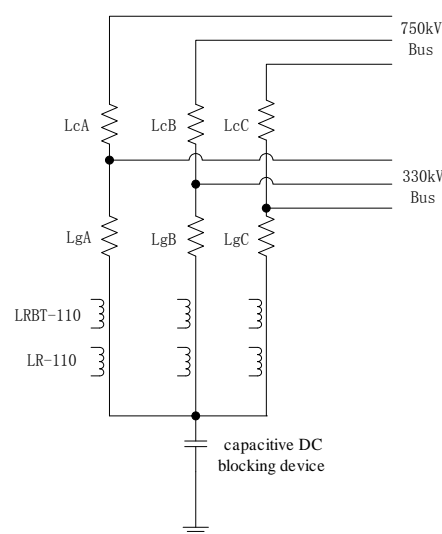 750kV
Bus
LcA
LcB
LcC
330kV
Bus
LgA
LgB
LgC
LRBT-110
LR-110
capacitive DC
blocking device